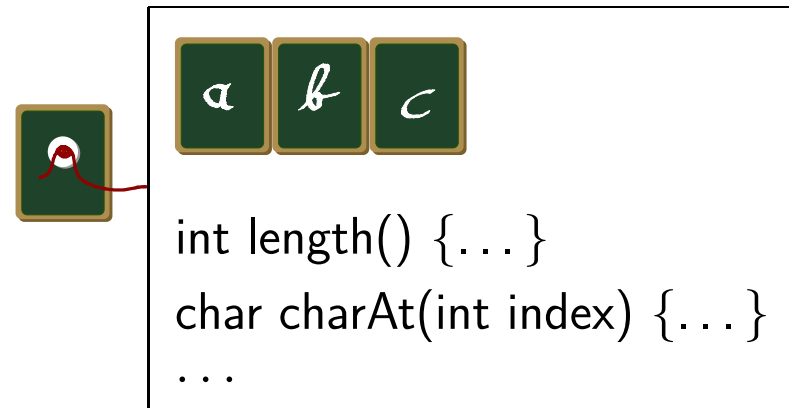 a b c
int length() {...}
char charAt(int index) {...}
...